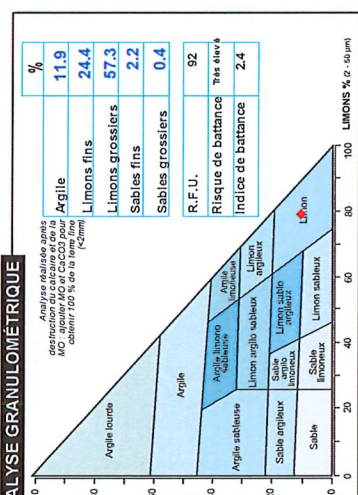 ALYSE GRANULOMÉTRIQUE
Analyse réalisée après
destruction du calcaire et de la
MO : ajouter MO et CaCO3 pour
obtenir 100 % de la terre fine
(<2mm)
%
Argile 11.9
Limons fins 24.4
Limons grossiers 57.3
Sables fins 2.2
Sables grossiers 0.4
R.F.U. 92
Risque de battance Très élevé
Indice de battance 2.4
Argile lourde
Argile
Argile limono sableuse
Argile limoneuse
Argile sableuse
Limon argilo sableux
Limon argileux
Sable argileux
Sable argilo limoneux
Limon sablo argileux
Limon
Sable
Sable limoneux
Limon sableux
0 20 40 60 80 100
LIMONS % (2 - 50 µm)